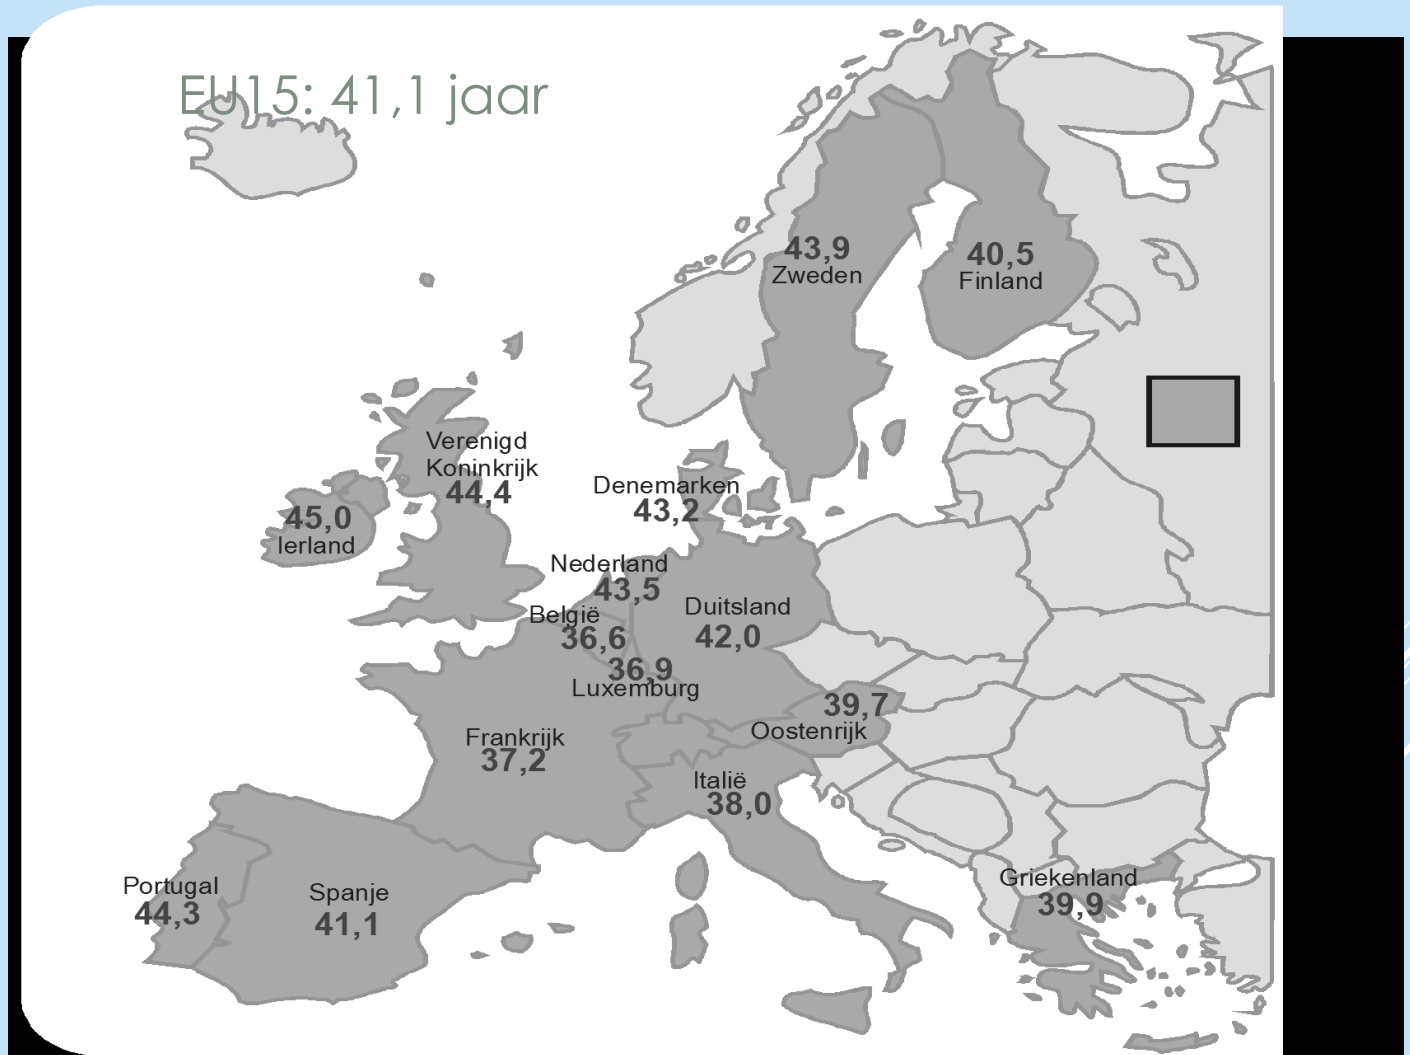 EU15: 41,1 jaar
43,9
Zweden
40,5
Finland
Verenigd
Koninkrijk
44,4
45,0
Ierland
Denemarken
43,2
Nederland
43,5
België
36,6
Duitsland
42,0
36,9
Luxemburg
39,7
Oostenrijk
Frankrijk
37,2
Italië
38,0
Portugal
44,3
Spanje
41,1
Griekenland
39,9